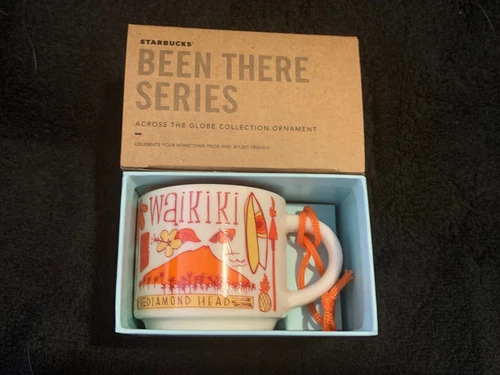 STARBUCKS®
BEEN THERE
SERIES
ACROSS THE GLOBE COLLECTION ORNAMENT
CELEBRATE YOUR HOMETOWN PRIDE AND JET-SET TRAVELS
WaiKiKi
DIAMOND HEAD